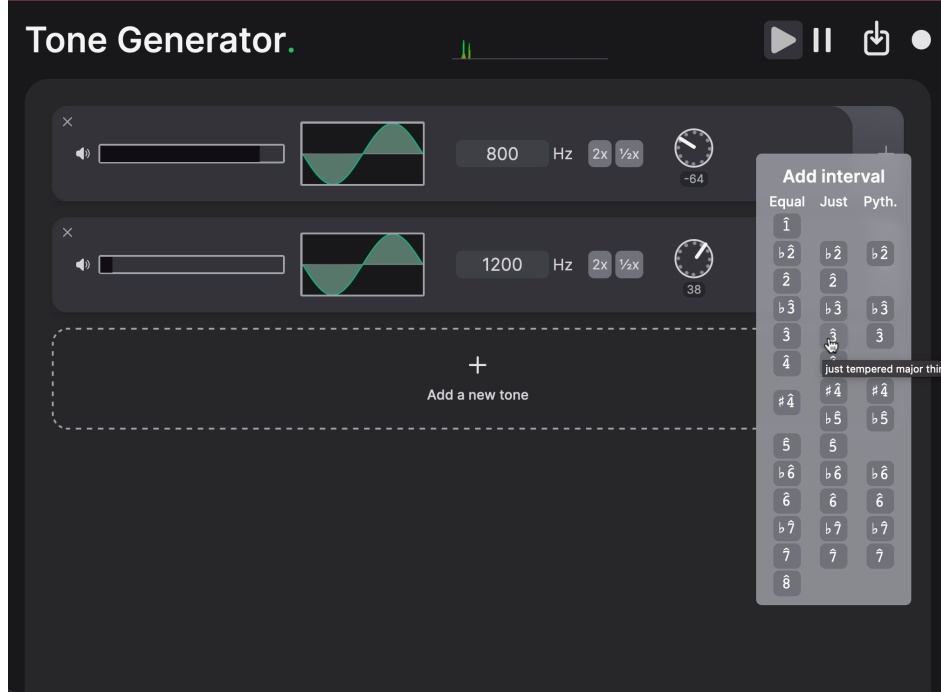 Tone Generator.
800 Hz 2x ½x
-64
1200 Hz 2x ½x
38
Add a new tone
Add interval
Equal Just Pyth.
1̂
♭2̂ ♭2̂ ♭2̂
2̂ 2̂
♭3̂ ♭3̂ ♭3̂
3̂ 3̂ 3̂
4̂
just tempered major thir
♯4̂ ♯4̂ ♯4̂
♭5̂ ♭5̂
5̂ 5̂
♭6̂ ♭6̂ ♭6̂
6̂ 6̂ 6̂
♭7̂ ♭7̂ ♭7̂
7̂ 7̂ 7̂
8̂